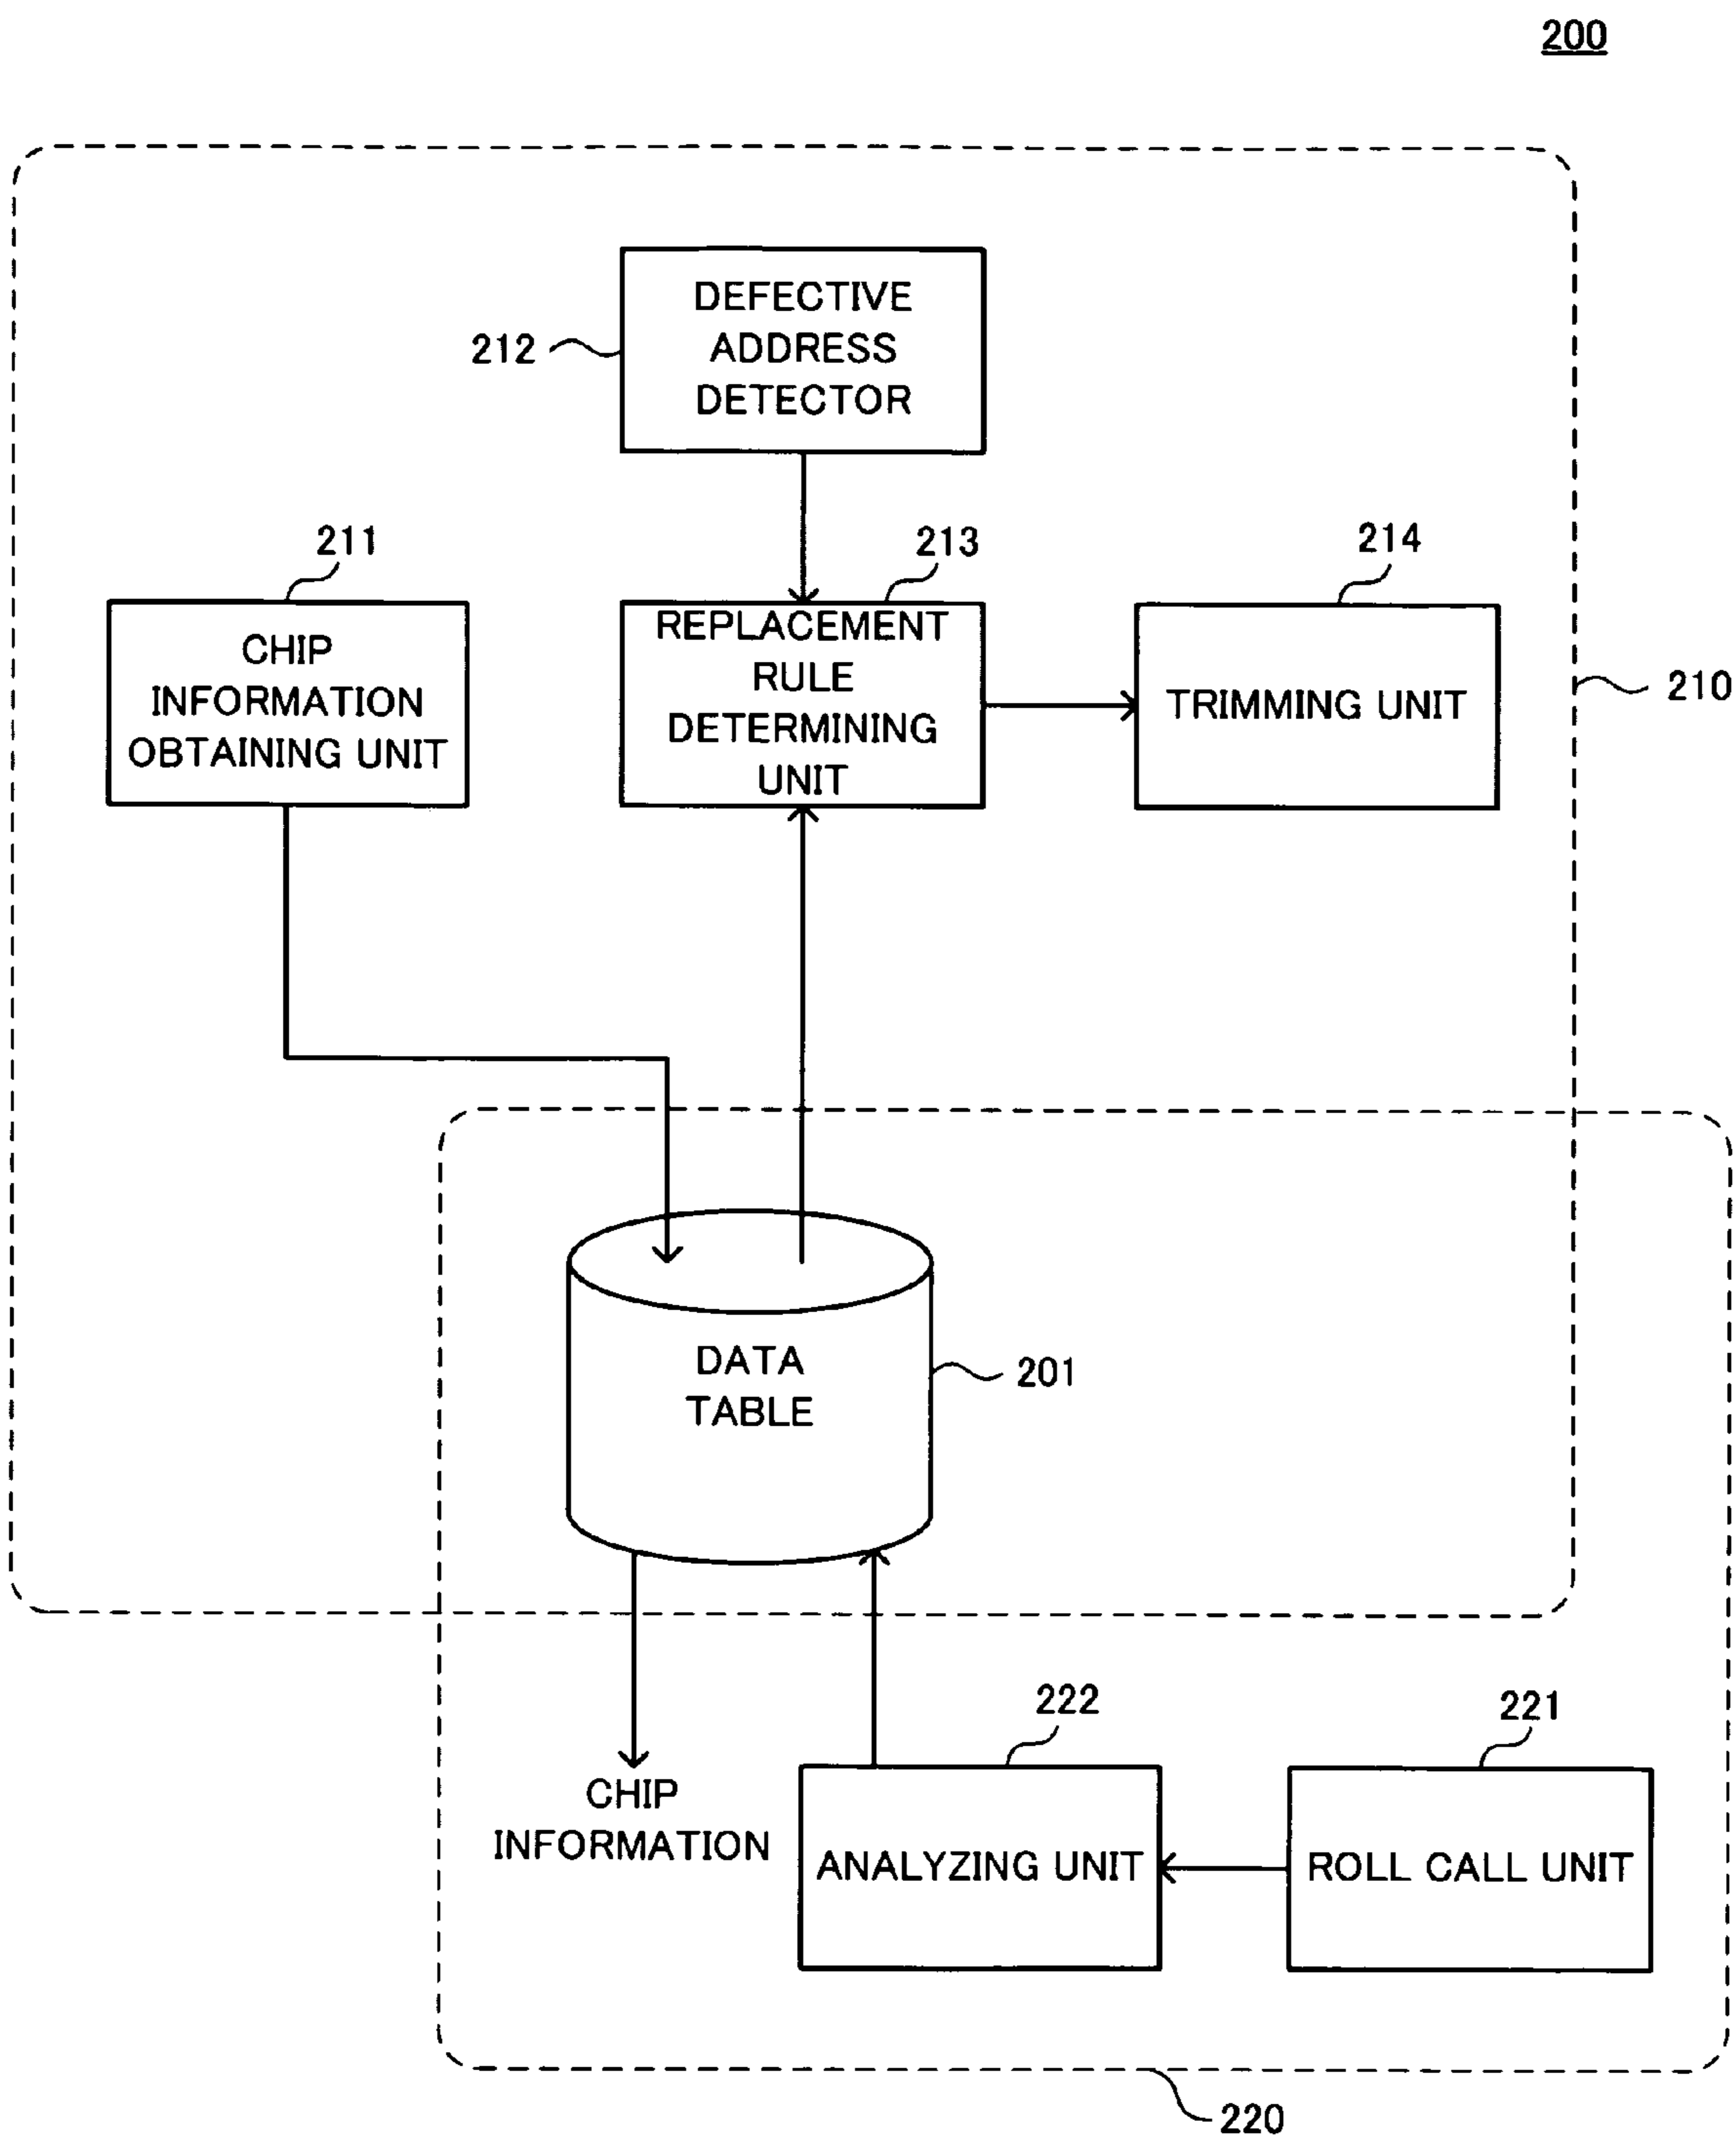 200
DEFECTIVE
ADDRESS
DETECTOR
212
211
213
214
CHIP
INFORMATION
OBTAINING UNIT
REPLACEMENT
RULE
DETERMINING
UNIT
TRIMMING UNIT
210
DATA
TABLE
201
222
221
CHIP
INFORMATION
ANALYZING UNIT
ROLL CALL UNIT
220